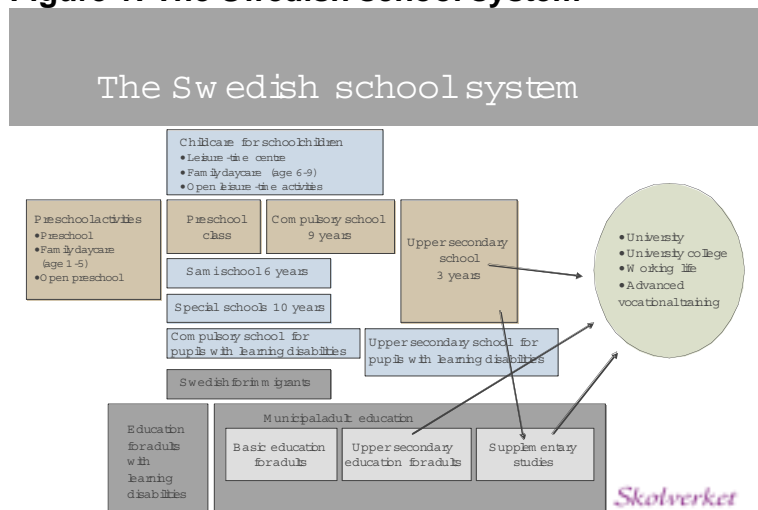 Figure 1. The Swedish school system
The Swedish school system
Childcare for schoolchildren
•Leisure-time centre
•Family daycare (age 6-9)
•Open leisure-time activities
Preschool activities
•Preschool
•Family daycare
(age 1-5)
•Open preschool
Preschool
class
Compulsory school
9 years
Upper secondary
school
3 years
•University
•University college
•Working life
•Advanced
vocational training
Sami school 6 years
Special schools 10 years
Compulsory school for
pupils with learning disabilities
Upper secondary school for
pupils with learning disabilities
Swedish for immigrants
Education
for adults
with
learning
disabilities
Municipal adult education
Basic education
for adults
Upper secondary
education for adults
Supplementary
studies
Skolverket